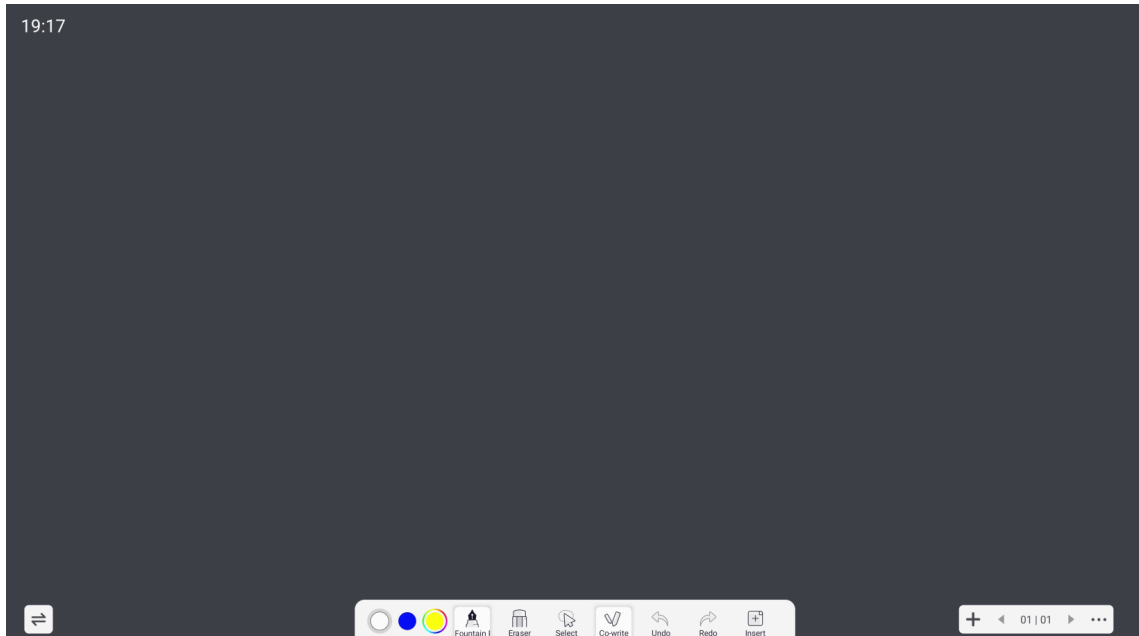 19:17
Fountain I
Eraser
Select
Co-write
Undo
Redo
Insert
01|01